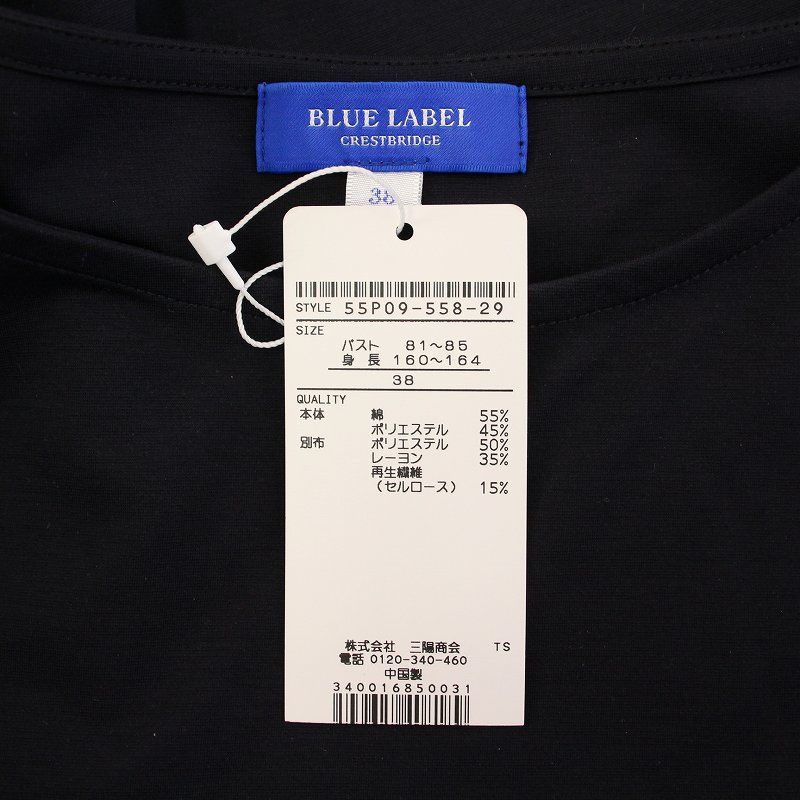 BLUE LABEL
CRESTBRIDGE
38
STYLE 55P09-558-29
SIZE
バスト 81〜85
身長 160〜164
38
QUALITY
本体 綿 55%
ポリエステル 45%
別布 ポリエステル 50%
レーヨン 35%
再生繊維
(セルロース) 15%
株式会社 三陽商会 TS
電話 0120-340-460
中国製
340016850031